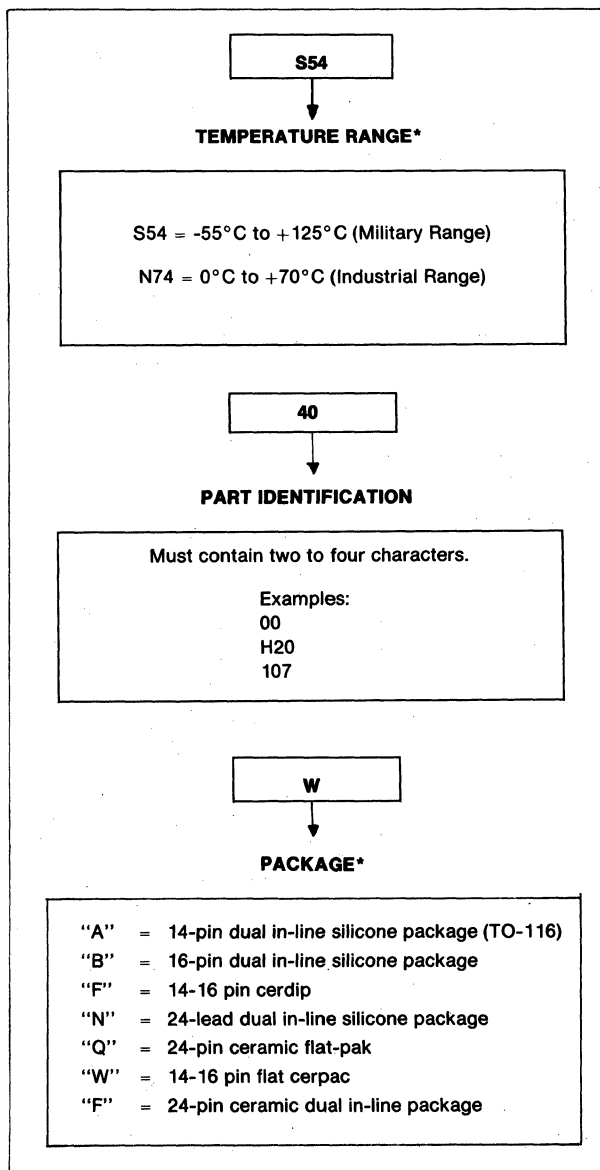 S54
TEMPERATURE RANGE*
S54 = -55°C to +125°C (Military Range)
N74 = 0°C to +70°C (Industrial Range)
40
PART IDENTIFICATION
Must contain two to four characters.
Examples:
00
H20
107
W
PACKAGE*
“A” = 14-pin dual in-line silicone package (TO-116)
“B” = 16-pin dual in-line silicone package
“F” = 14-16 pin cerdip
“N” = 24-lead dual in-line silicone package
“Q” = 24-pin ceramic flat-pak
“W” = 14-16 pin flat cerpac
“F” = 24-pin ceramic dual in-line package